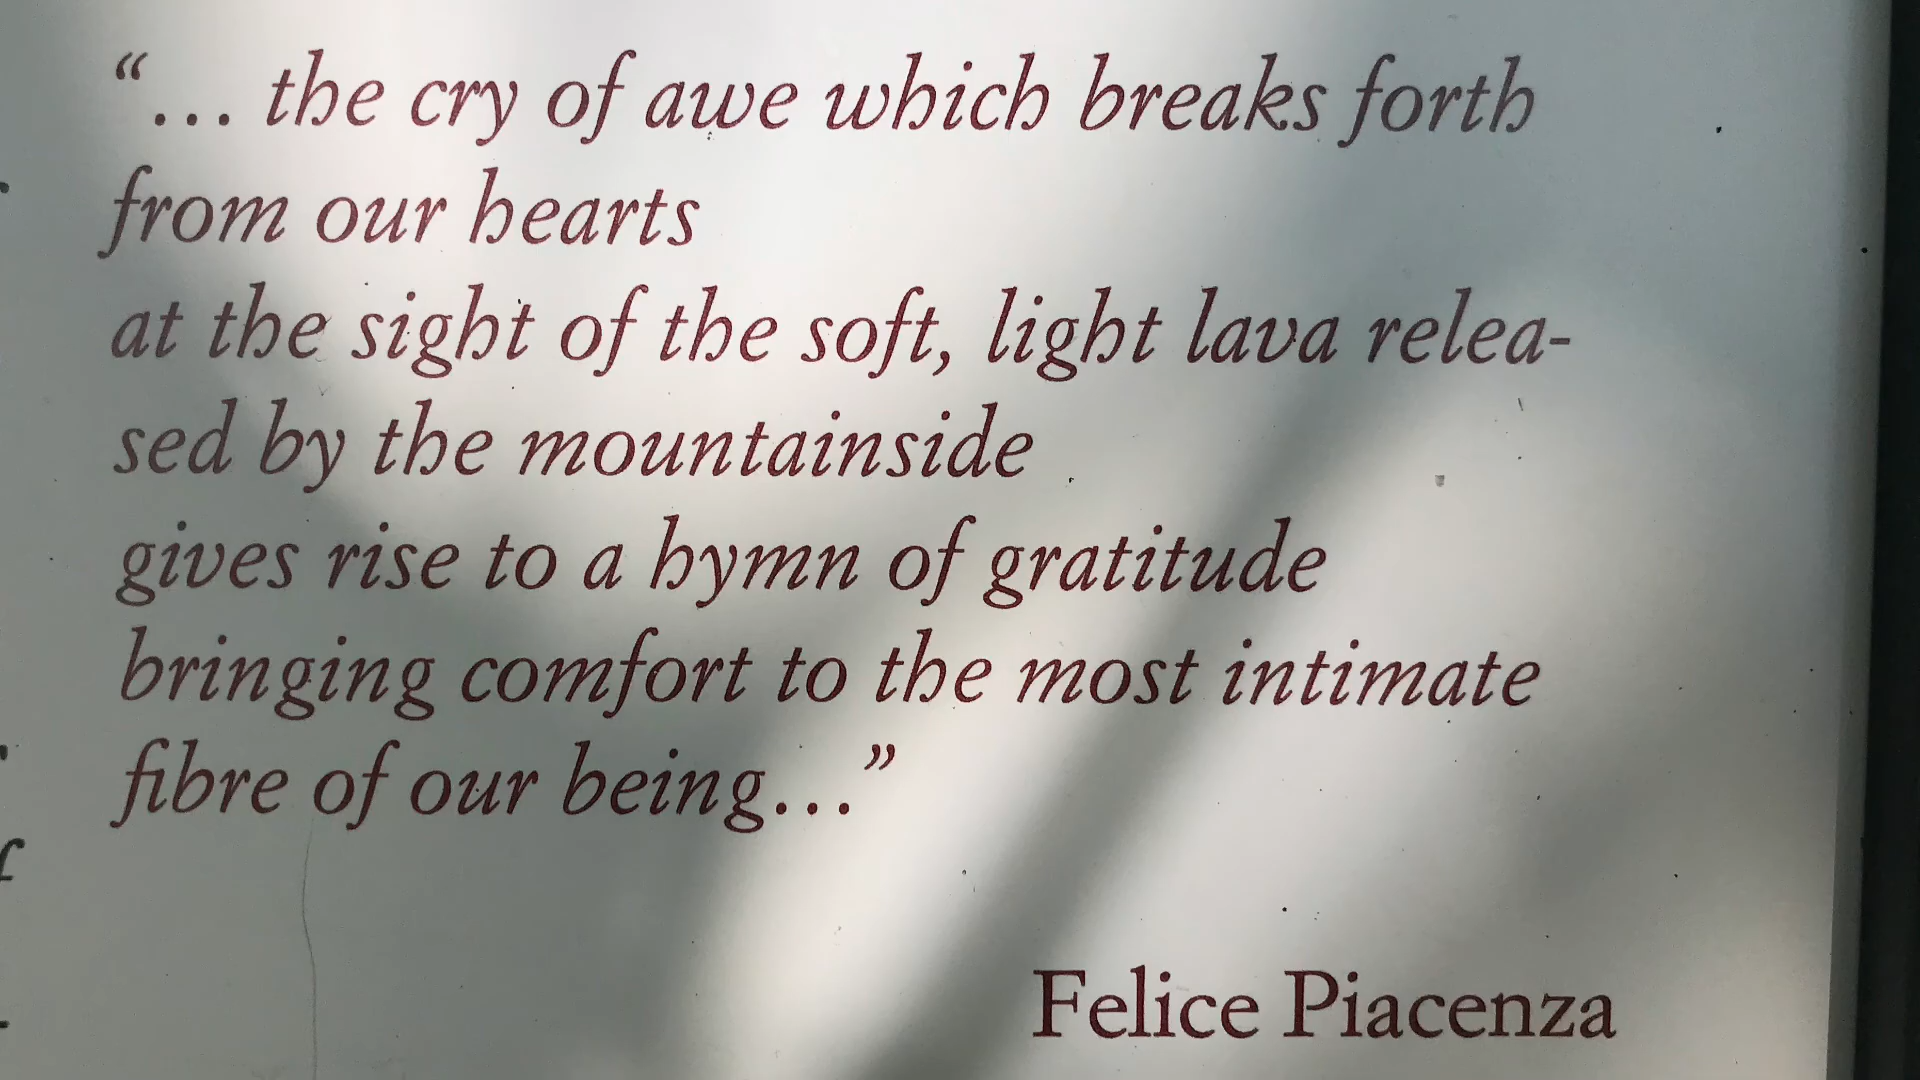 “... the cry of awe which breaks forth
from our hearts
at the sight of the soft, light lava relea-
sed by the mountainside
gives rise to a hymn of gratitude
bringing comfort to the most intimate
fibre of our being...”
Felice Piacenza